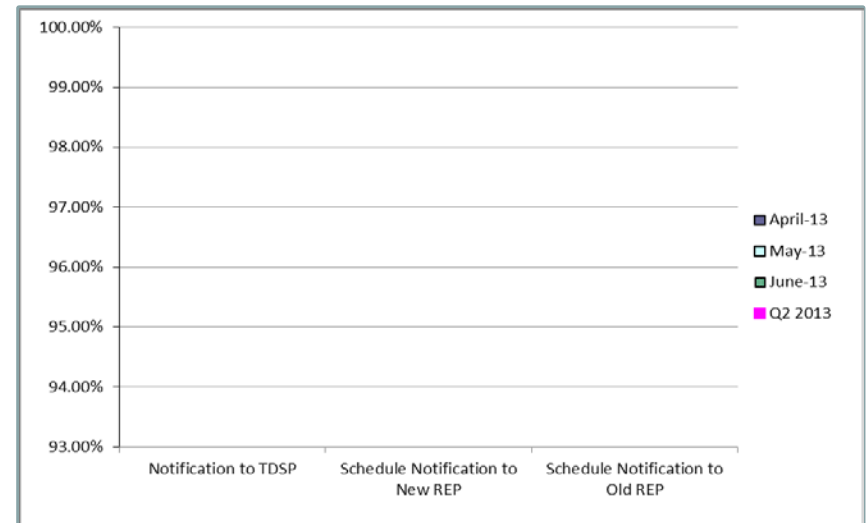 100.00%
99.00%
98.00%
97.00%
96.00%
95.00%
94.00%
93.00%
Notification to TDSP
Schedule Notification to
New REP
Schedule Notification to
Old REP
April-13
May-13
June-13
Q2 2013